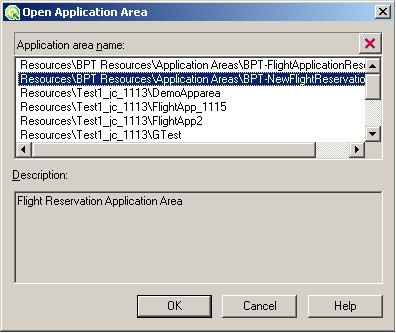 Open Application Area
Application area name:
Resources\BPT Resources\Application Areas\BPT-FlightApplicationRes
Resources\BPT Resources\Application Areas\BPT-NewFlightReservatio
Resources\Test1_jc_1113\DemoApparea
Resources\Test1_jc_1113\FlightApp_1115
Resources\Test1_jc_1113\FlightApp2
Resources\Test1_jc_1113\GTest
Description:
Flight Reservation Application Area
OK Cancel Help